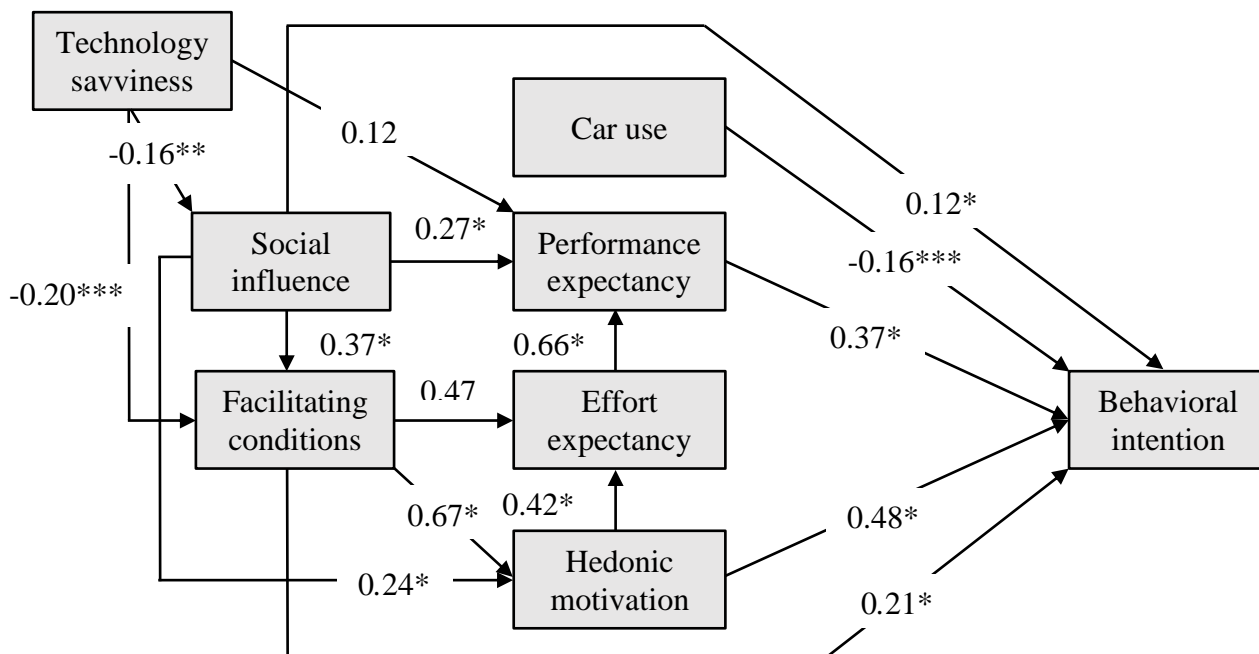 Technology
savviness
Car use
0.12
-0.16**
0.12*
Social
influence
0.27*
Performance
expectancy
-0.16***
-0.20***
0.37*
0.66*
0.37*
Facilitating
conditions
0.47
Effort
expectancy
Behavioral
intention
0.67*
0.42*
0.48*
0.24*
Hedonic
motivation
0.21*